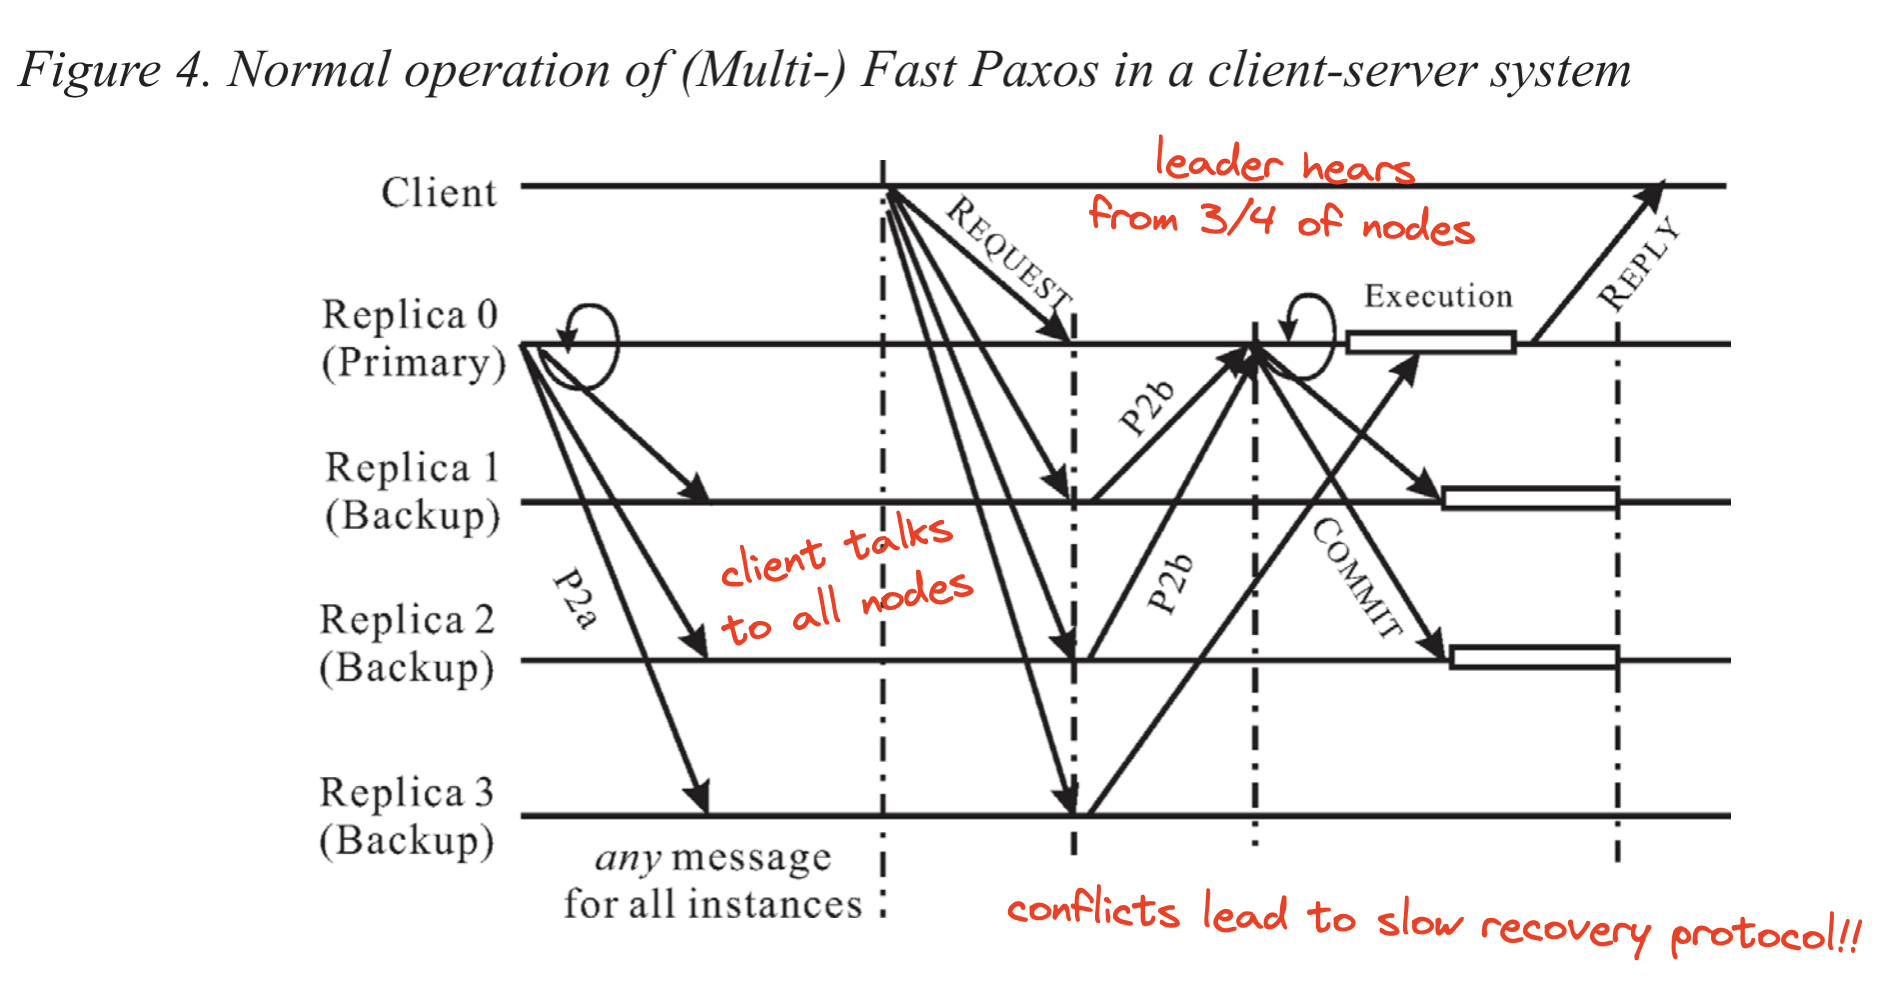 Figure 4. Normal operation of (Multi-) Fast Paxos in a client-server system
leader hears
from 3/4 of nodes
Client
REQUEST
REPLY
Replica 0
(Primary)
Execution
P2b
Replica 1
(Backup)
client talks
to all nodes
P2a
P2b
COMMIT
Replica 2
(Backup)
Replica 3
(Backup)
any message
for all instances
conflicts lead to slow recovery protocol!!